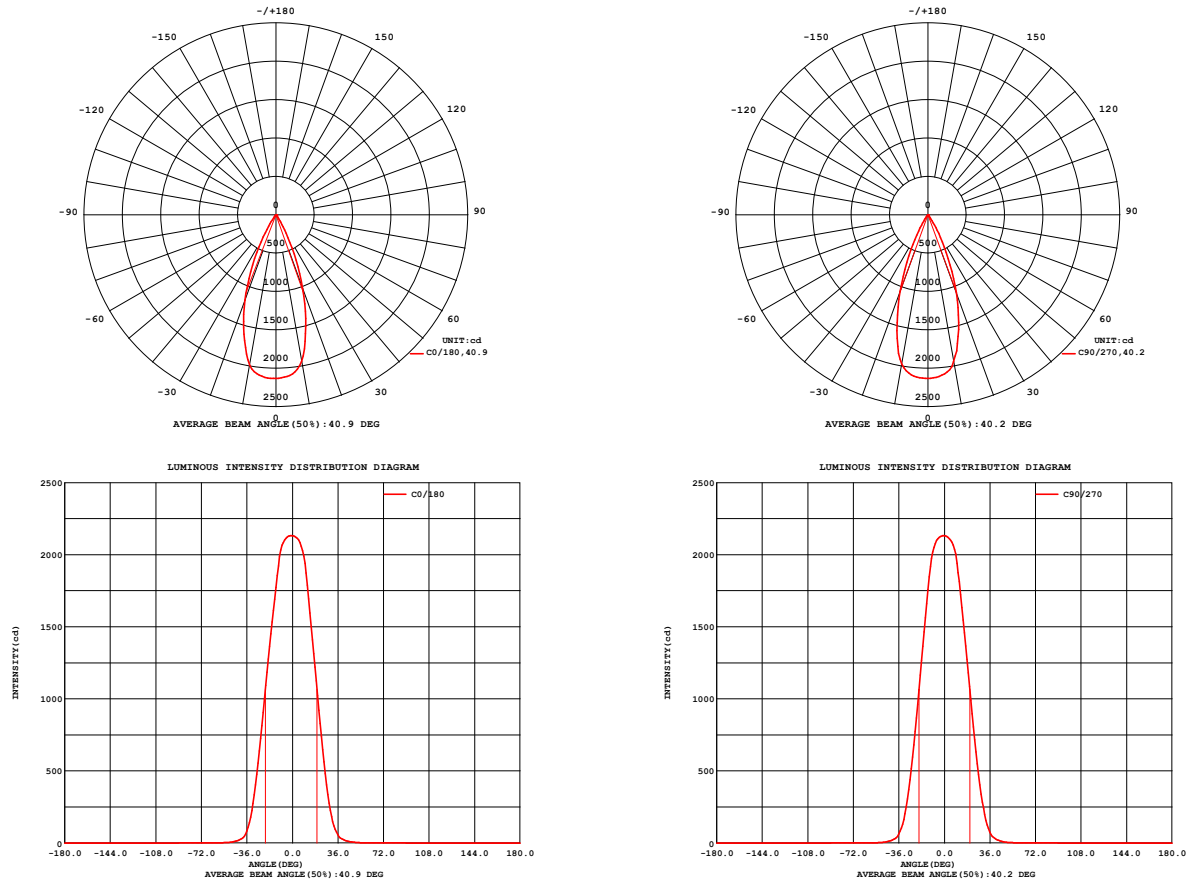 -/+180
-150 150
-120 120
-90 0 90
500
1000
-60 1500 60
UNIT:cd
C0/180,40.9
2000
-30 30
2500
0
AVERAGE BEAM ANGLE(50%):40.9 DEG
-/+180
-150 150
-120 120
-90 0 90
500
1000
-60 1500 60
UNIT:cd
C90/270,40.2
2000
-30 30
2500
0
AVERAGE BEAM ANGLE(50%):40.2 DEG
LUMINOUS INTENSITY DISTRIBUTION DIAGRAM
2500
C0/180
2000
1500
INTENSITY(cd)
1000
500
0
-180.0 -144.0 -108.0 -72.0 -36.0 0.0 36.0 72.0 108.0 144.0 180.0
ANGLE(DEG)
AVERAGE BEAM ANGLE(50%):40.9 DEG
LUMINOUS INTENSITY DISTRIBUTION DIAGRAM
2500
C90/270
2000
1500
INTENSITY(cd)
1000
500
0
-180.0 -144.0 -108.0 -72.0 -36.0 0.0 36.0 72.0 108.0 144.0 180.0
ANGLE(DEG)
AVERAGE BEAM ANGLE(50%):40.2 DEG